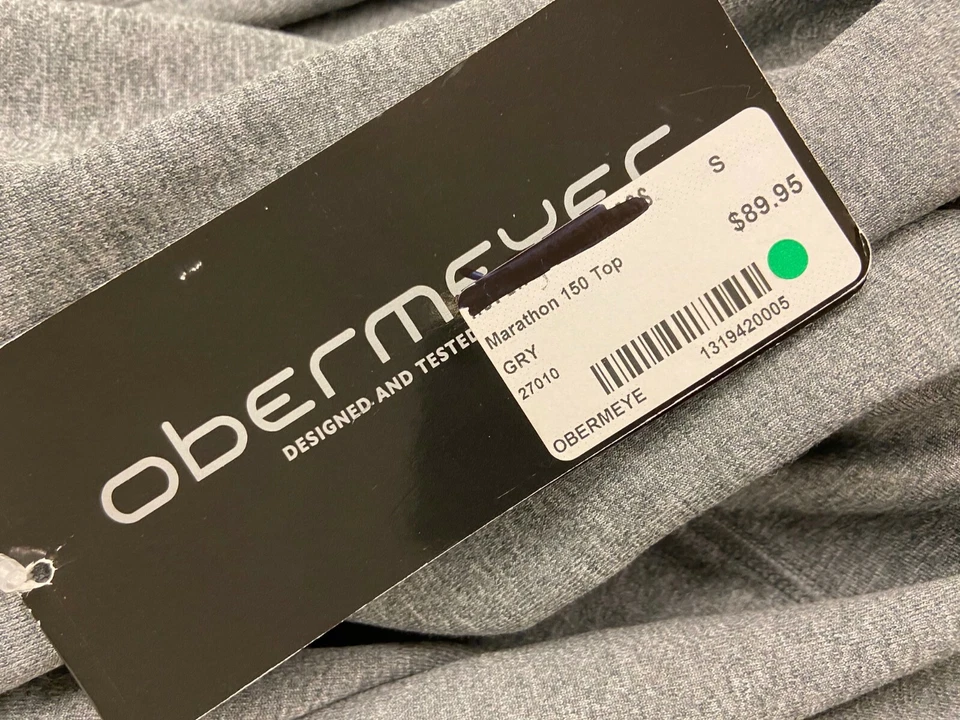 obermeyer
DESIGNED AND TESTED
S
$89.95
Marathon 150 Top
GRY
27010
1319420005
OBERMEYE